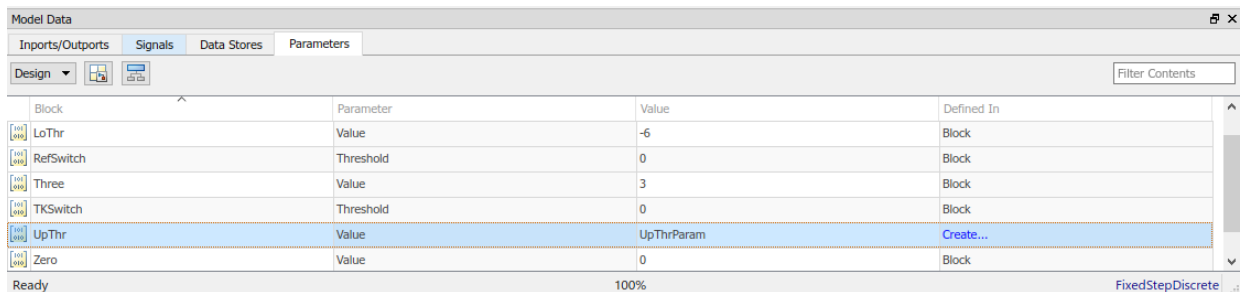 Model Data
Inports/Outports Signals Data Stores Parameters
Design Filter Contents
Block Parameter Value Defined In
LoThr Value -6 Block
RefSwitch Threshold 0 Block
Three Value 3 Block
TKSwitch Threshold 0 Block
UpThr Value UpThrParam Create...
Zero Value 0 Block
Ready 100% FixedStepDiscrete